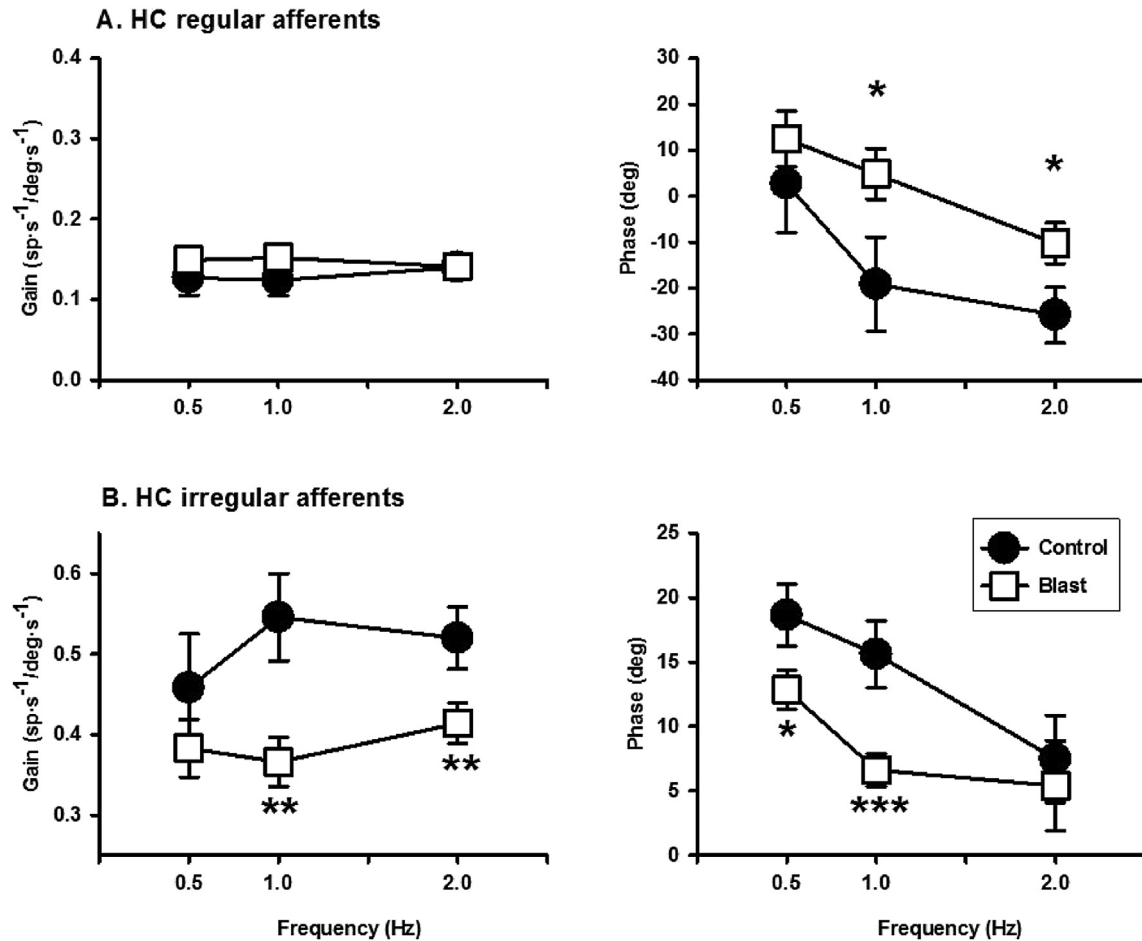 A. HC regular afferents
Gain (sp·s⁻¹/deg·s⁻¹)
0.4
0.3
0.2
0.1
0.0
0.5 1.0 2.0
Phase (deg)
30
20
10
0
-10
-20
-30
-40
* *
0.5 1.0 2.0
B. HC irregular afferents
Gain (sp·s⁻¹/deg·s⁻¹)
0.6
0.5
0.4
0.3
** **
0.5 1.0 2.0
Frequency (Hz)
Phase (deg)
25
20
15
10
5
0
* ***
Control
Blast
0.5 1.0 2.0
Frequency (Hz)